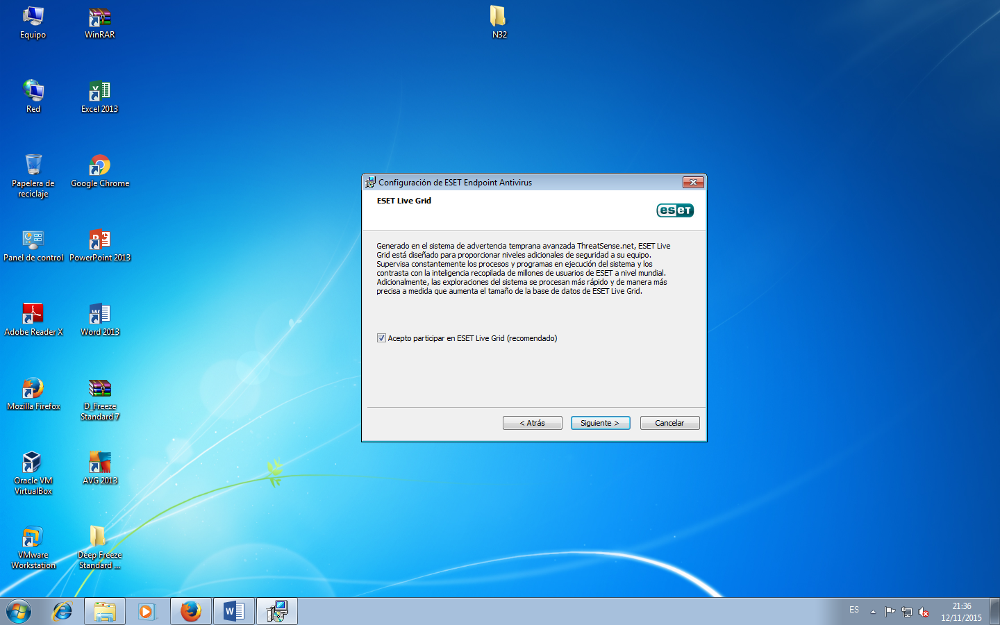 Equipo
WinRAR
N32
Red
Excel 2013
Papelera de
reciclaje
Google Chrome
Panel de control
PowerPoint 2013
Adobe Reader X
Word 2013
Mozilla Firefox
D_Freeze
Standard 7
Oracle VM
VirtualBox
AVG 2013
VMware
Workstation
Deep Freeze
Standard ...
Configuración de ESET Endpoint Antivirus
ESET Live Grid
eseT
Generado en el sistema de advertencia temprana avanzada ThreatSense.net, ESET Live
Grid está diseñado para proporcionar niveles adicionales de seguridad a su equipo.
Supervisa constantemente los procesos y programas en ejecución del sistema y los
contrasta con la inteligencia recopilada de millones de usuarios de ESET a nivel mundial.
Adicionalmente, las exploraciones del sistema se procesan más rápido y de manera más
precisa a medida que aumenta el tamaño de la base de datos de ESET Live Grid.
Acepto participar en ESET Live Grid (recomendado)
< Atrás
Siguiente >
Cancelar
ES
21:36
12/11/2015